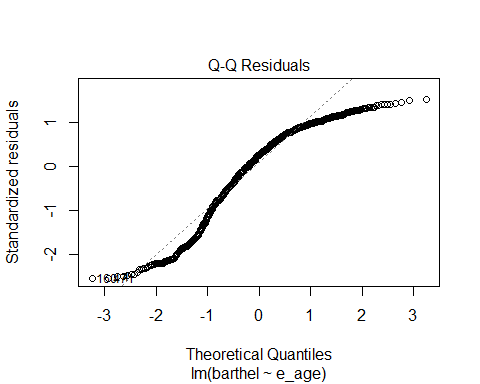 Q-Q Residuals
Standardized residuals
1
0
-1
-2
-3 -2 -1 0 1 2 3
Theoretical Quantiles
lm(barthel ~ e_age)